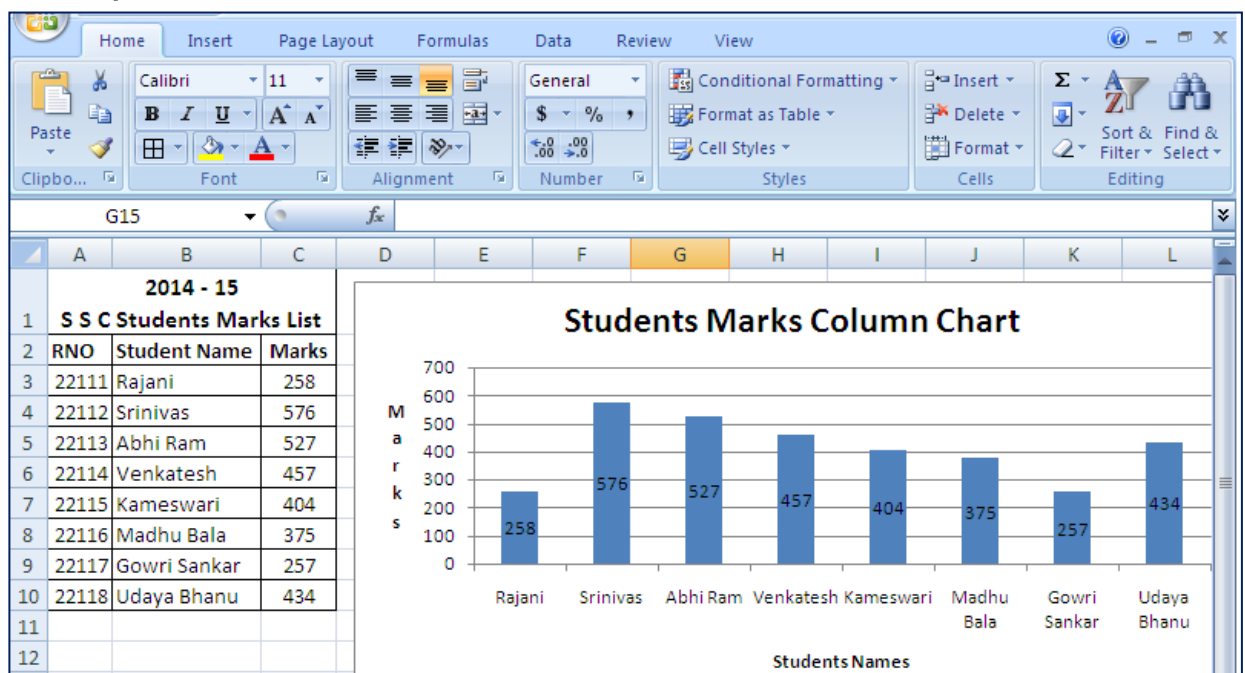 Home Insert Page Layout Formulas Data Review View
Calibri 11 General Conditional Formatting Insert Σ
Paste B I U A A $ % , Format as Table Delete Sort & Filter Find & Select
A .0 .00 .00 .0 Cell Styles Format
Clipbo... Font Alignment Number Styles Cells Editing
G15 fx
A B C D E F G H I J K L
2014 - 15
1 S S C Students Marks List
2 RNO Student Name Marks
3 22111 Rajani 258
4 22112 Srinivas 576
5 22113 Abhi Ram 527
6 22114 Venkatesh 457
7 22115 Kameswari 404
8 22116 Madhu Bala 375
9 22117 Gowri Sankar 257
10 22118 Udaya Bhanu 434
11
12
Students Marks Column Chart
Marks
700
600
500
400
300
200
100
0
258 576 527 457 404 375 257 434
Rajani Srinivas Abhi Ram Venkatesh Kameswari Madhu Bala Gowri Sankar Udaya Bhanu
Students Names